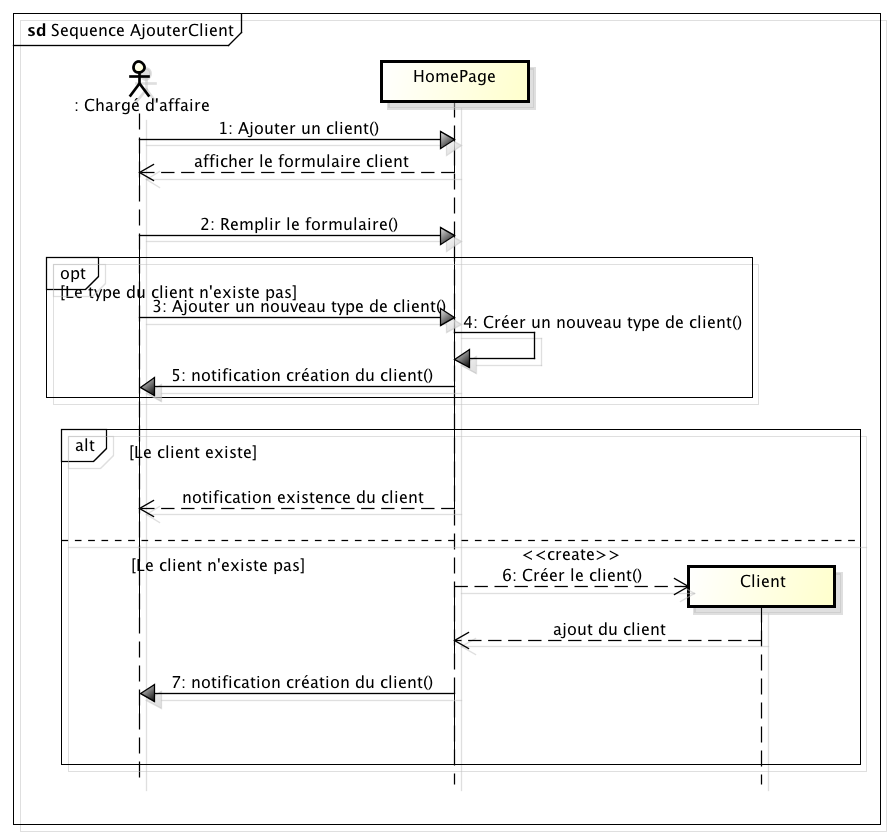 sd Sequence AjouterClient
HomePage
: Chargé d'affaire
1: Ajouter un client()
afficher le formulaire client
2: Remplir le formulaire()
opt
[Le type du client n'existe pas]
3: Ajouter un nouveau type de client()
4: Créer un nouveau type de client()
5: notification création du client()
alt
[Le client existe]
notification existence du client
[Le client n'existe pas]
<<create>>
6: Créer le client()
Client
ajout du client
7: notification création du client()